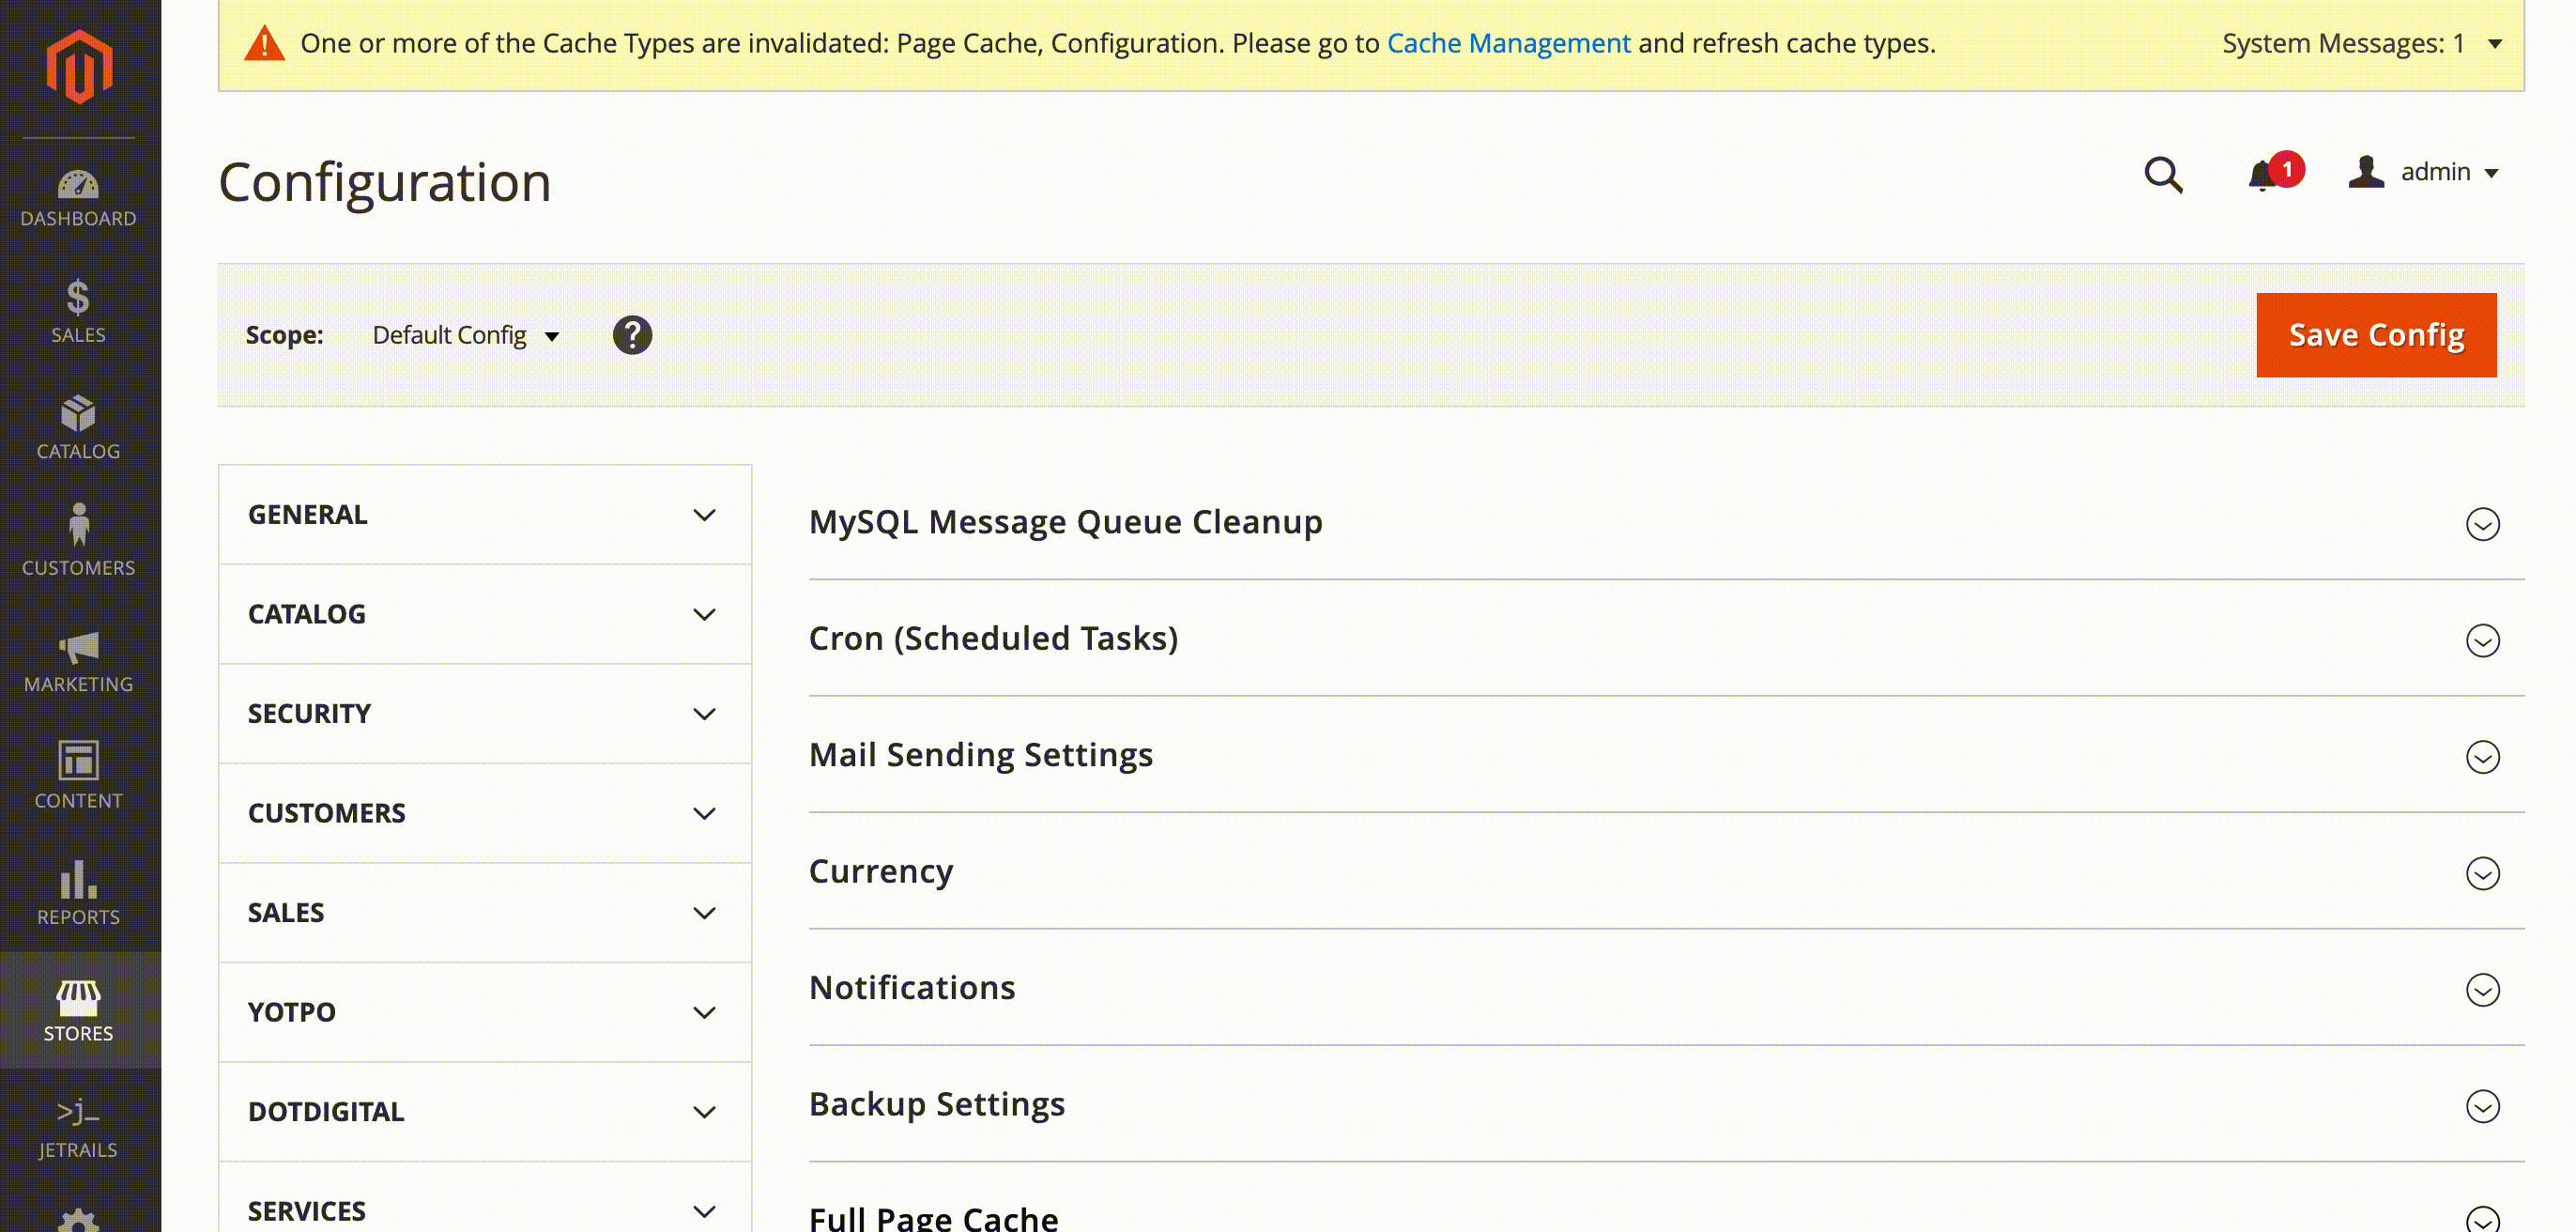 One or more of the Cache Types are invalidated: Page Cache, Configuration. Please go to Cache Management and refresh cache types.
System Messages: 1
DASHBOARD
SALES
CATALOG
CUSTOMERS
MARKETING
CONTENT
REPORTS
STORES
>j_
JETRAILS
Configuration
1
admin
Scope:
Default Config
?
Save Config
GENERAL
CATALOG
SECURITY
CUSTOMERS
SALES
YOTPO
DOTDIGITAL
SERVICES
MySQL Message Queue Cleanup
Cron (Scheduled Tasks)
Mail Sending Settings
Currency
Notifications
Backup Settings
Full Page Cache